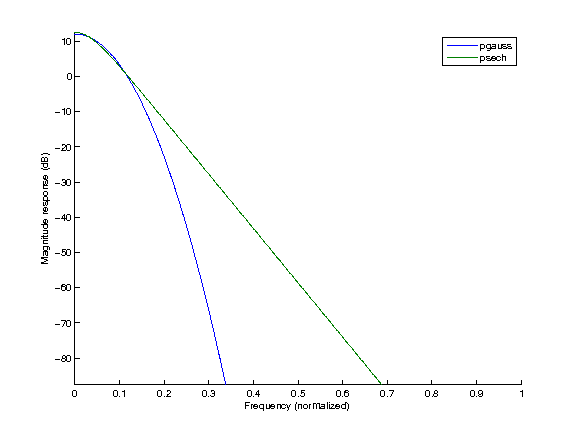 pgauss
psech
10
0
−10
−20
−30
−40
−50
−60
−70
−80
Magnitude response (dB)
0 0.1 0.2 0.3 0.4 0.5 0.6 0.7 0.8 0.9 1
Frequency (normalized)